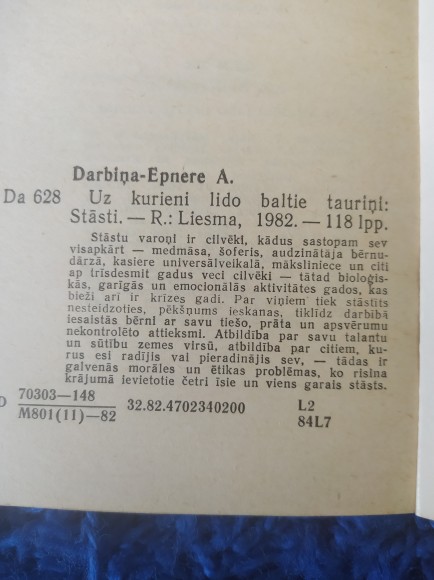 Darbiņa-Epnere A.
Da 628 Uz kurieni lido baltie tauriņi:
Stāsti. — R.: Liesma, 1982. — 118 lpp.
Stāstu varoņi ir cilvēki, kādus sastopam sev
visapkārt — medmāsa, šoferis, audzinātāja bērnu-
dārzā, kasiere universālveikalā, māksliniece un citi
ap trīsdesmit gadus veci cilvēki — tātad bioloģis-
kās, garīgās un emocionālās aktivitātes gados, kas
bieži arī ir krīzes gadi. Par viņiem tiek stāstīts
nesteidzoties, pēkšņums ieskanas, tiklīdz darbībā
iesaistās bērni ar savu tiešo, prāta un apsvērumu
nekontrolēto attieksmi. Atbildība par savu talantu
un sūtību zemes virsū, atbildība par citiem, ku-
rus esi radījis vai pieradinājis sev, — tādas ir
galvenās morāles un ētikas problēmas, ko risina
krājumā ievietotie četri īsie un viens garais stāsts.
70303—148
M801(11)—82 32.82.4702340200 L2
84L7